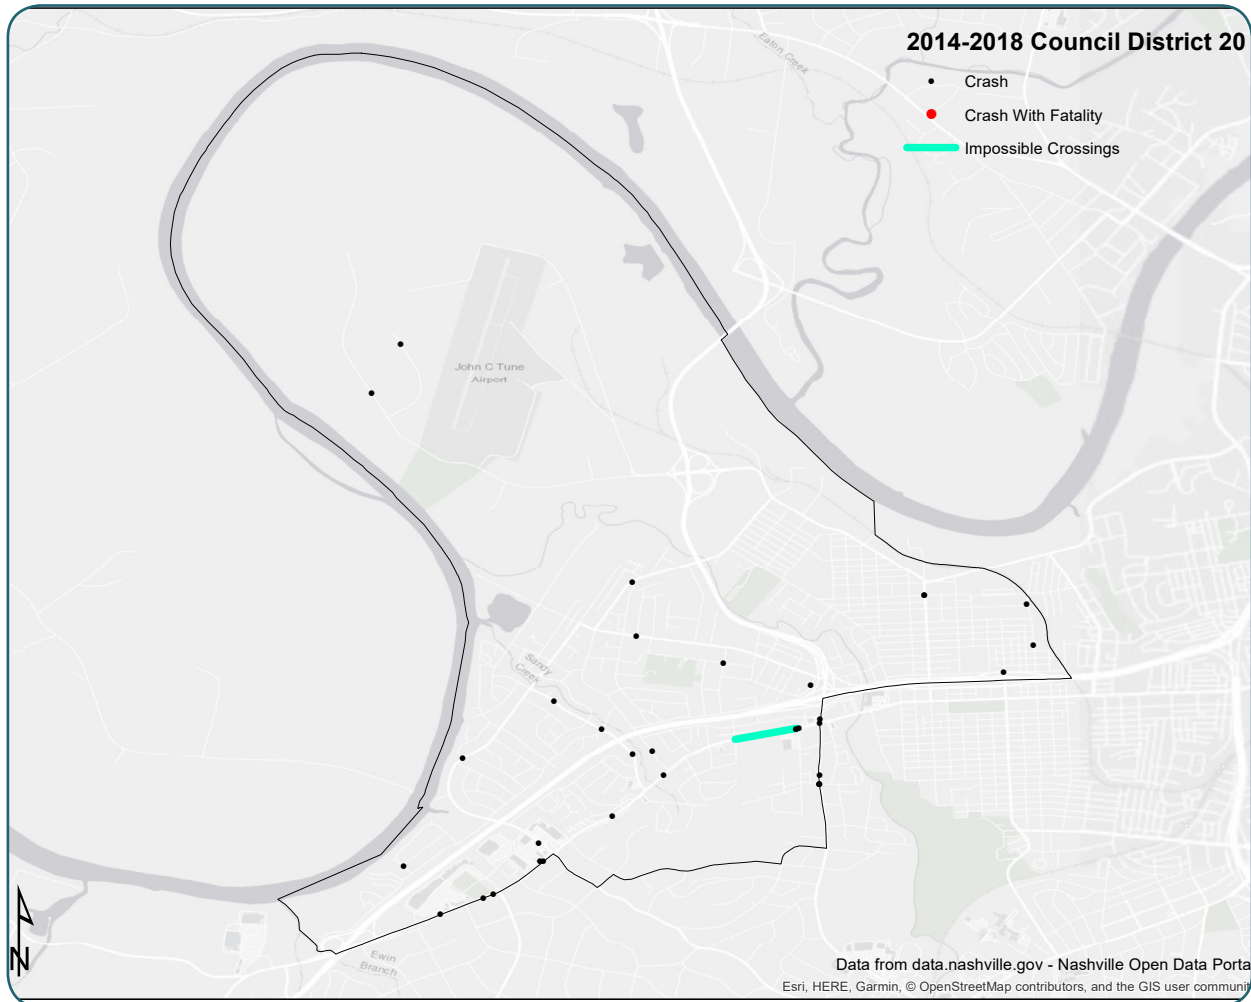 2014-2018 Council District 20
Crash
Crash With Fatality
Impossible Crossings
Eaton Creek
John C Tune
Airport
Sandy
Creek
Ewin
Branch
N
Data from data.nashville.gov - Nashville Open Data Porta
Esri, HERE, Garmin, © OpenStreetMap contributors, and the GIS user communit